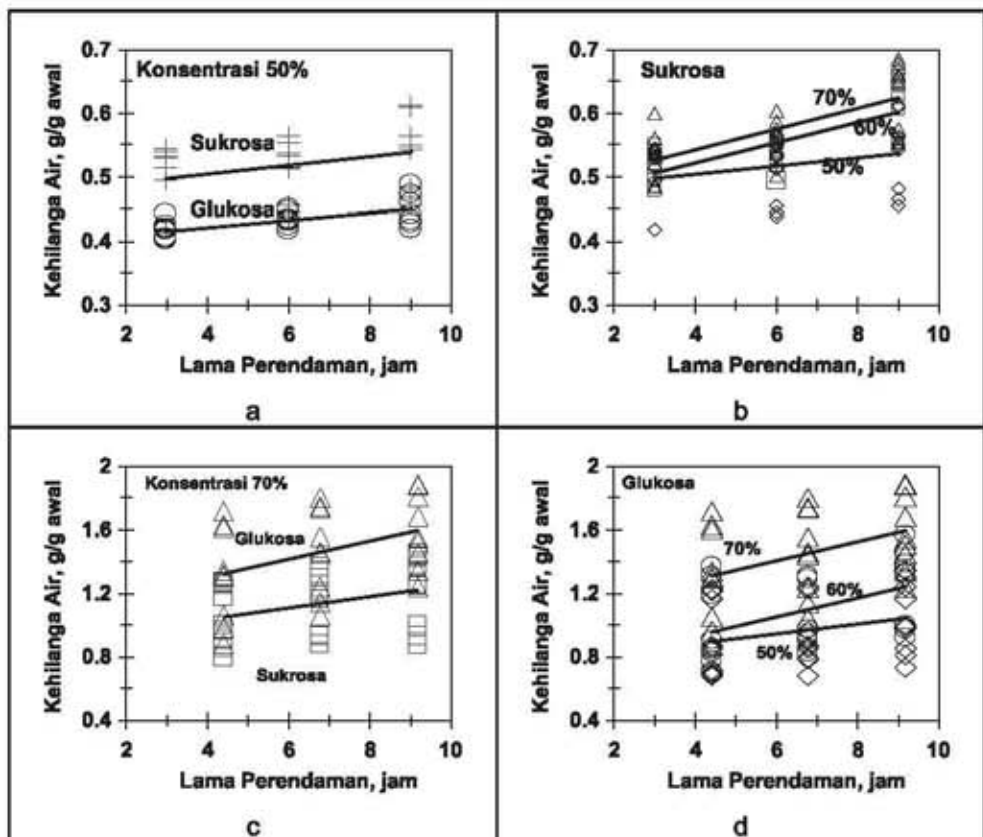 0.7
Konsentrasi 50%
0.6
Sukrosa
0.5
Glukosa
0.4
0.3
2 4 6 8 10
Kehilanga Air, g/g awal
Lama Perendaman, jam
a
0.7
Sukrosa
70%
0.6
60%
0.5
50%
0.4
0.3
2 4 6 8 10
Kehilanga Air, g/g awal
Lama Perendaman, jam
b
2
Konsentrasi 70%
1.6
Glukosa
1.2
0.8
Sukrosa
0.4
2 4 6 8 10
Kehilanga Air, g/g awal
Lama Perendaman, jam
c
2
Glukosa
1.6
70%
1.2
60%
0.8
50%
0.4
2 4 6 8 10
Kehilanga Air, g/g awal
Lama Perendaman, jam
d